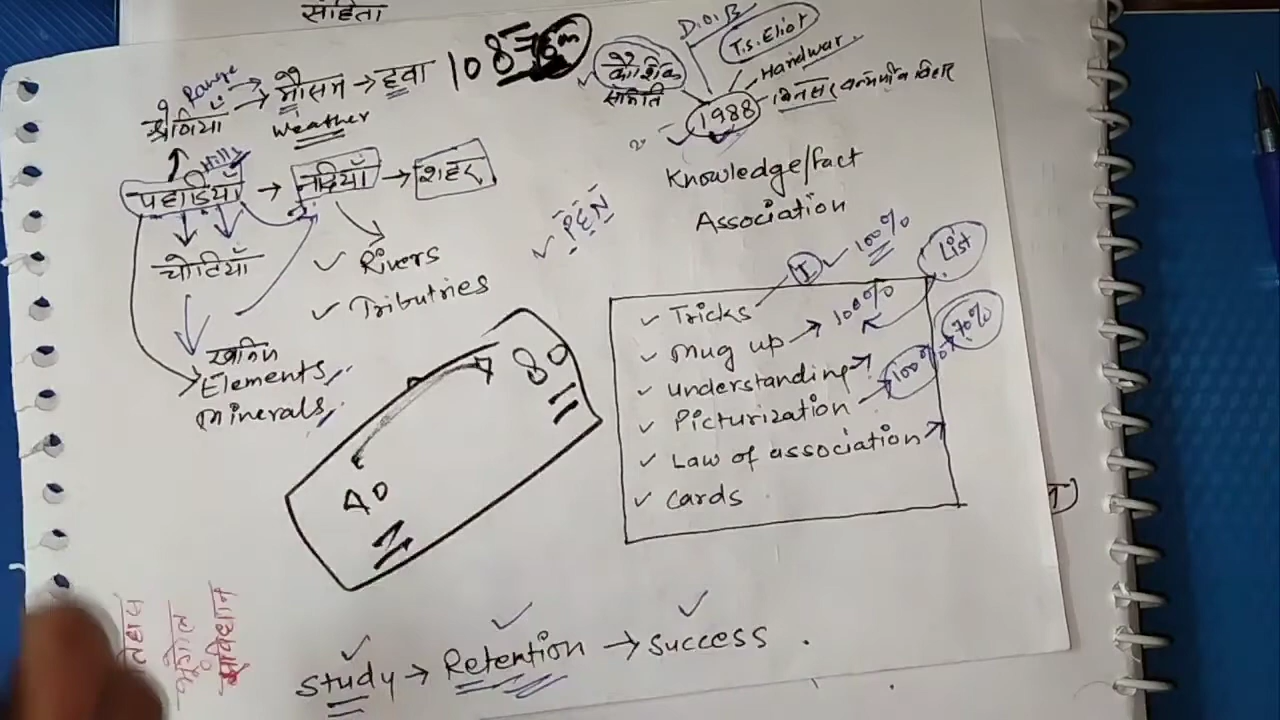 संहिता
श्रेणियाँ Range → मौसम → हवा
Weather
1087
पहाडियाँ Hills → नदियाँ → शहर
चोटियाँ
✓ Rivers
✓ Tributries
खनिज
Elements
Minerals
✓ PEN
D.O.B
T.S. Eliot
Haridwar
समिति
1988
Knowledge/Fact
Association
✓ Tricks I ✓ 100%
✓ Mug up → 100% List
✓ Understanding
✓ Picturization → 100% 70%
✓ Law of association →
✓ Cards
40
80
भूगोल
संविधान
Study → Retention → Success .